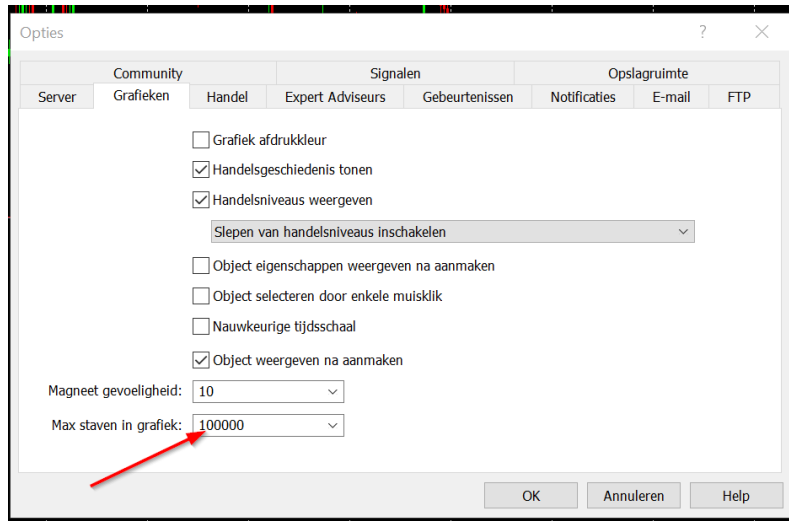 Opties
Community Signalen Opslagruimte
Server Grafieken Handel Expert Adviseurs Gebeurtenissen Notificaties E-mail FTP
Grafiek afdrukkleur
Handelsgeschiedenis tonen
Handelsniveaus weergeven
Slepen van handelsniveaus inschakelen
Object eigenschappen weergeven na aanmaken
Object selecteren door enkele muisklik
Nauwkeurige tijdsschaal
Object weergeven na aanmaken
Magneet gevoeligheid: 10
Max staven in grafiek: 100000
OK Annuleren Help